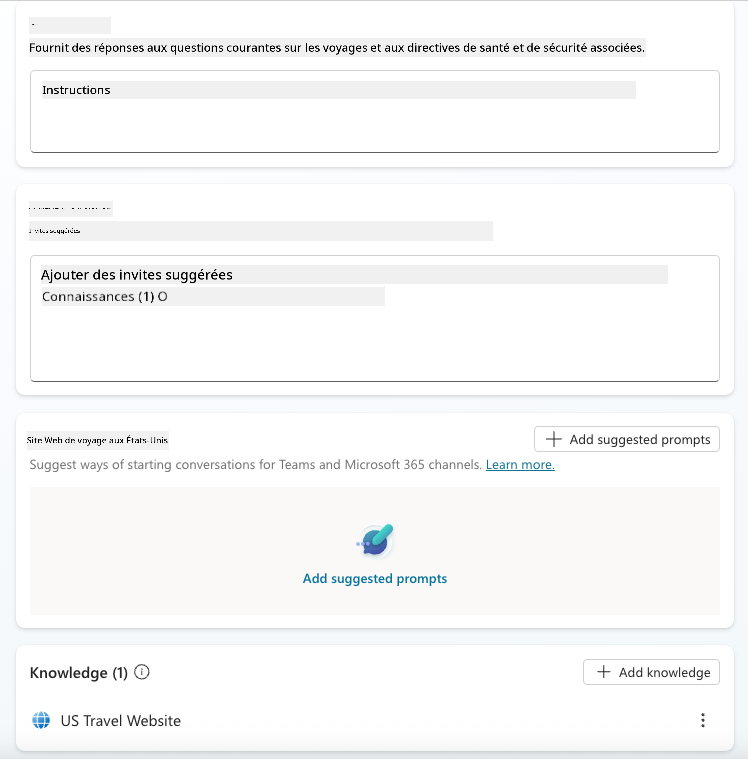 Fournit des réponses aux questions courantes sur les voyages et aux directives de santé et de sécurité associées.
Instructions
Invites suggérées
Ajouter des invites suggérées
Connaissances (1) O
Site Web de voyage aux États-Unis
Add suggested prompts
Suggest ways of starting conversations for Teams and Microsoft 365 channels. Learn more.
Add suggested prompts
Knowledge (1)
Add knowledge
US Travel Website